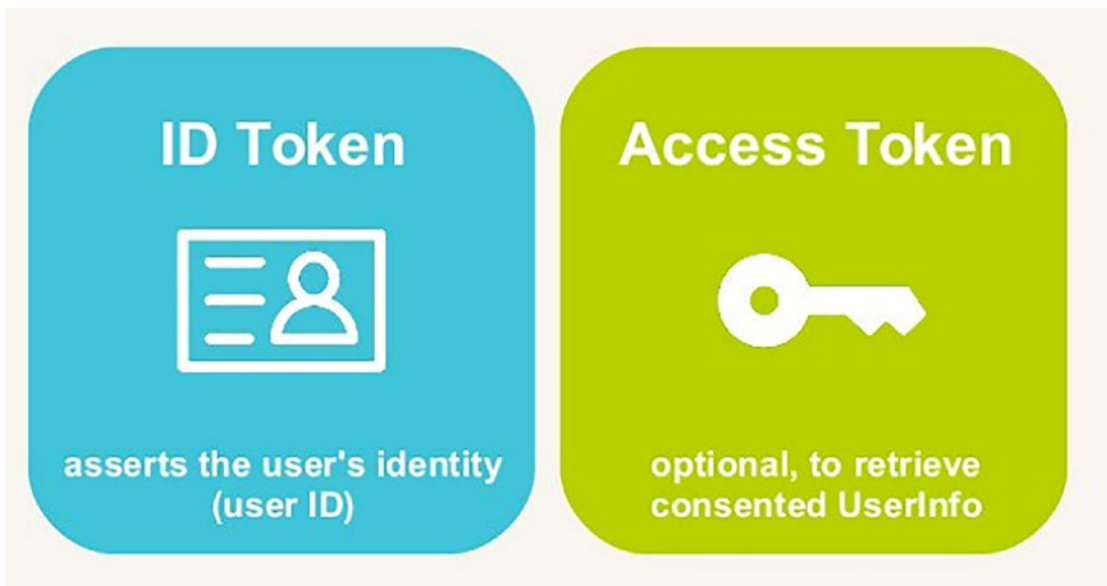 ID Token
asserts the user's identity
(user ID)
Access Token
optional, to retrieve
consented UserInfo